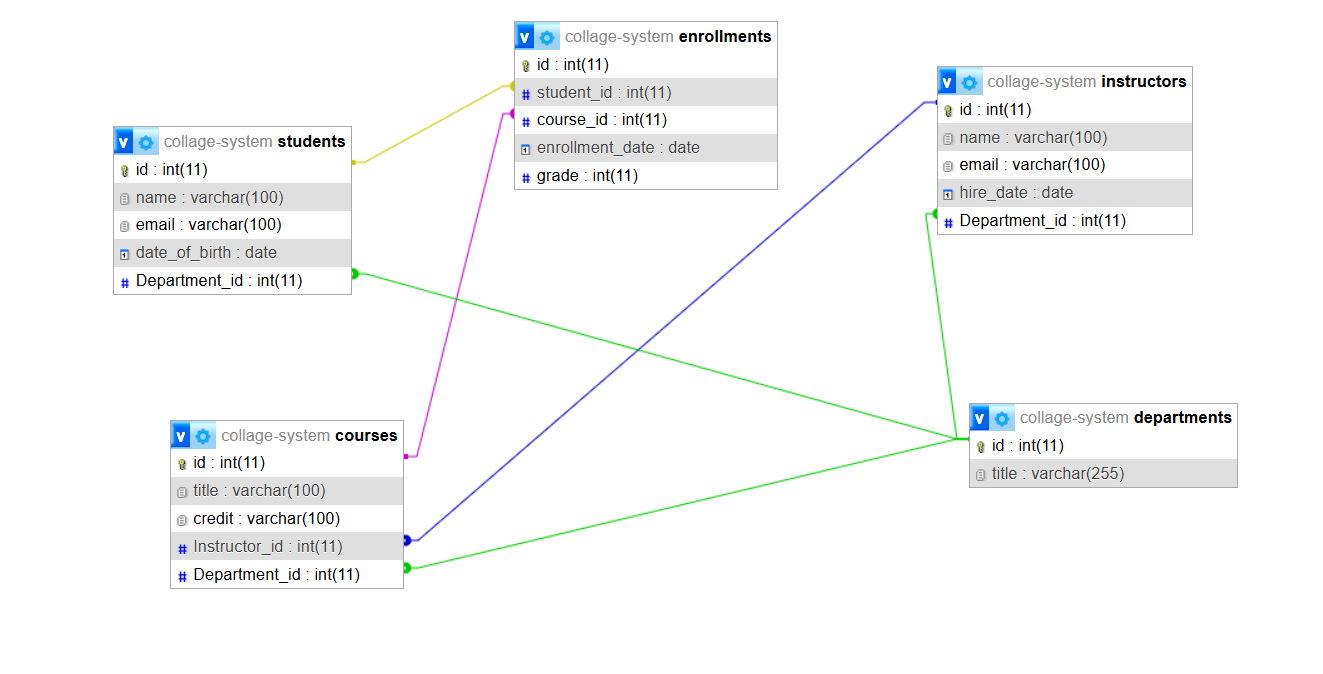 collage-system students
id : int(11)
name : varchar(100)
email : varchar(100)
date_of_birth : date
Department_id : int(11)
collage-system enrollments
id : int(11)
student_id : int(11)
course_id : int(11)
enrollment_date : date
grade : int(11)
collage-system instructors
id : int(11)
name : varchar(100)
email : varchar(100)
hire_date : date
Department_id : int(11)
collage-system courses
id : int(11)
title : varchar(100)
credit : varchar(100)
Instructor_id : int(11)
Department_id : int(11)
collage-system departments
id : int(11)
title : varchar(255)